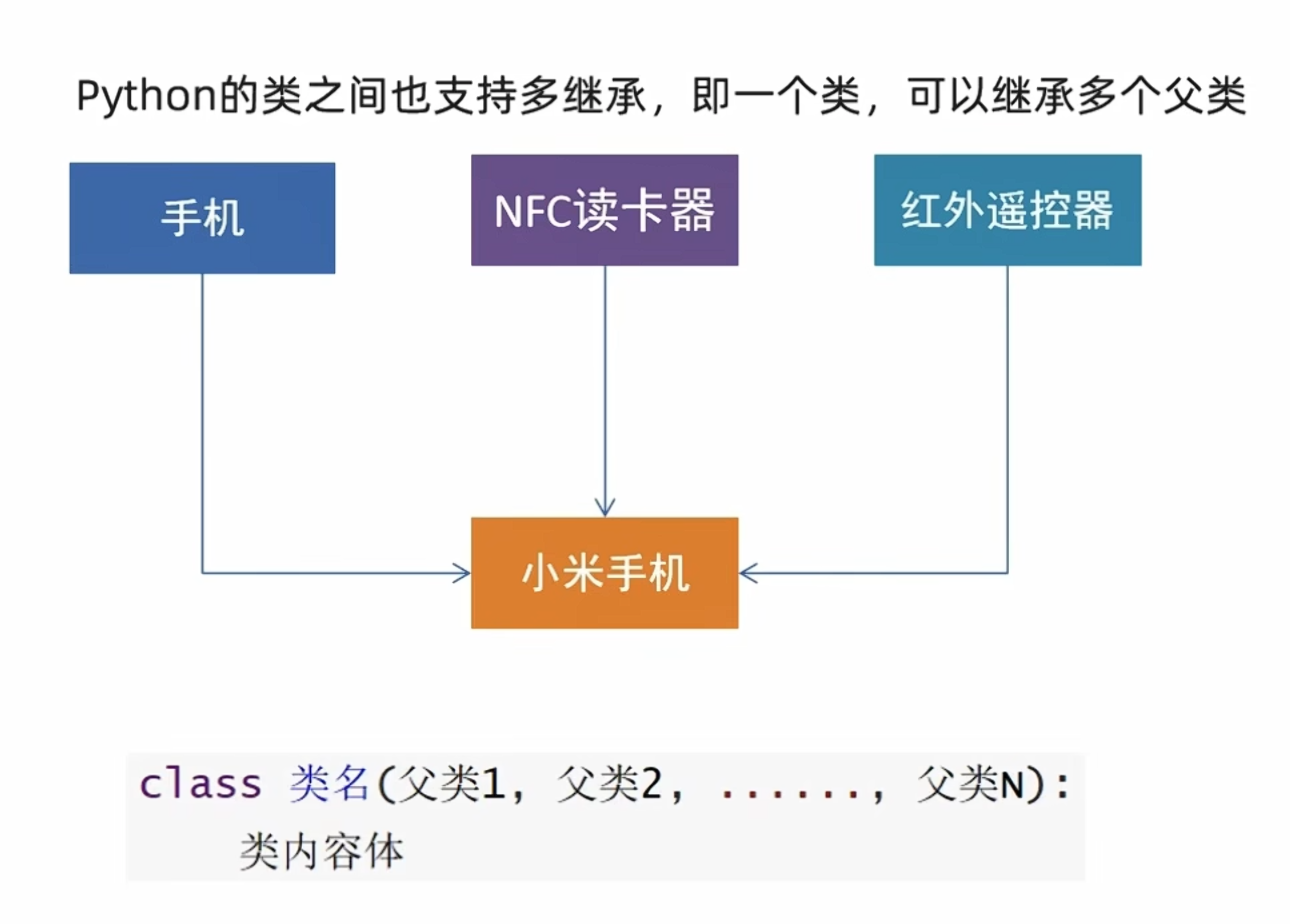 Python的类之间也支持多继承，即一个类，可以继承多个父类
手机
NFC读卡器
红外遥控器
小米手机
class 类名(父类1, 父类2, ......, 父类N):
类内容体